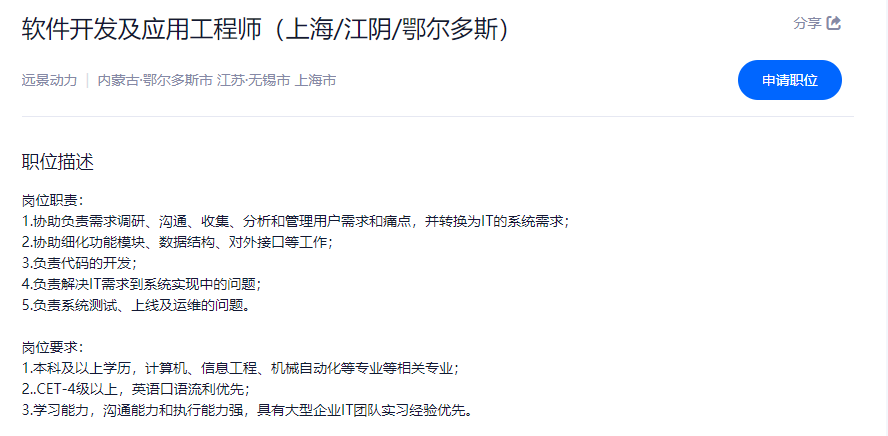 软件开发及应用工程师（上海/江阴/鄂尔多斯）
分享
远景动力 | 内蒙古·鄂尔多斯市 江苏·无锡市 上海市
申请职位
职位描述
岗位职责：
1.协助负责需求调研、沟通、收集、分析和管理用户需求和痛点，并转换为IT的系统需求；
2.协助细化功能模块、数据结构、对外接口等工作；
3.负责代码的开发；
4.负责解决IT需求到系统实现中的问题；
5.负责系统测试、上线及运维的问题。
岗位要求：
1.本科及以上学历，计算机、信息工程、机械自动化等专业等相关专业；
2..CET-4级以上，英语口语流利优先；
3.学习能力，沟通能力和执行能力强，具有大型企业IT团队实习经验优先。